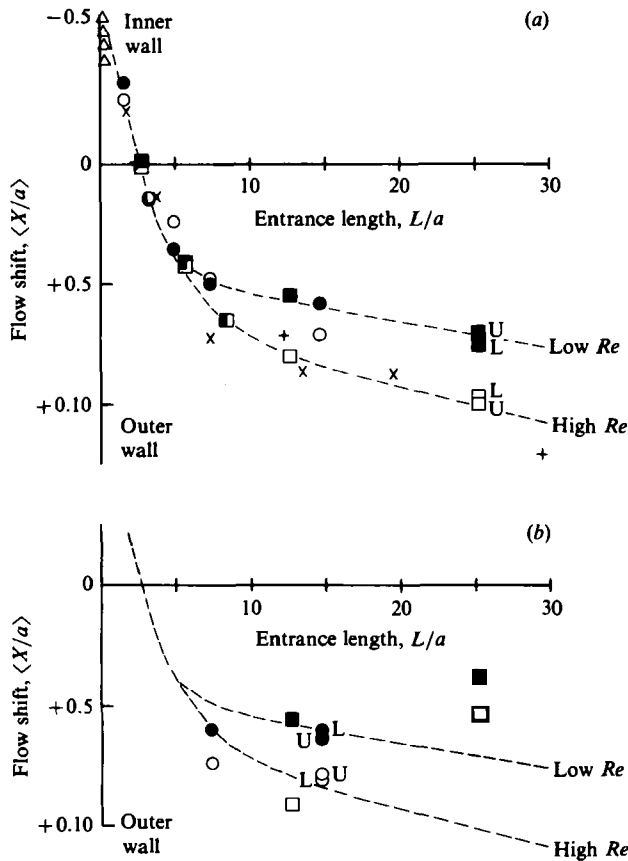 −0.5
Inner
wall
(a)
0
10
20
30
Entrance length, L/a
Flow shift, ⟨X/a⟩
+0.5
U
L
Low Re
L
U
+0.10
Outer
wall
High Re
(b)
0
10
20
30
Entrance length, L/a
Flow shift, ⟨X/a⟩
+0.5
L
U
Low Re
L
U
+0.10
Outer
wall
High Re